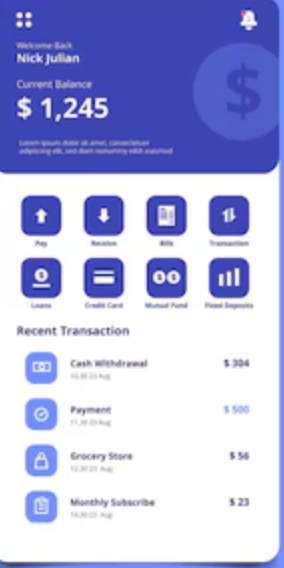 Welcome Back
Nick Julian
Current Balance
$ 1,245
Lorem ipsum dolor sit amet, consectetuer
adipiscing elit, sed diam nonummy nibh euismod
Pay
Receive
Bills
Transaction
Loans
Credit Card
Mutual Fund
Fixed Deposits
Recent Transaction
Cash Withdrawal
$ 304
10:30 23 Aug
Payment
$ 500
11:30 23 Aug
Grocery Store
$ 56
12:30 23 Aug
Monthly Subscribe
$ 23
14:30 23 Aug